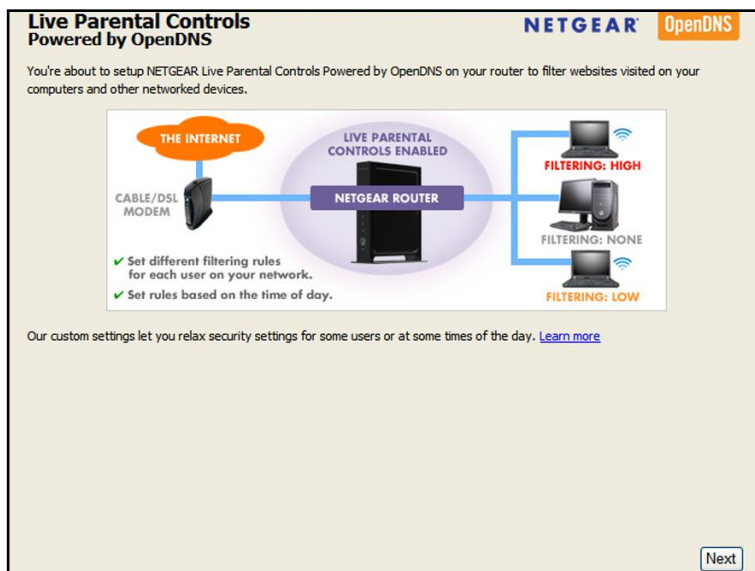 Live Parental Controls
Powered by OpenDNS
NETGEAR
OpenDNS
You're about to setup NETGEAR Live Parental Controls Powered by OpenDNS on your router to filter websites visited on your
computers and other networked devices.
THE INTERNET
LIVE PARENTAL
CONTROLS ENABLED
FILTERING: HIGH
CABLE/DSL
MODEM
NETGEAR ROUTER
FILTERING: NONE
✔ Set different filtering rules
for each user on your network.
✔ Set rules based on the time of day.
FILTERING: LOW
Our custom settings let you relax security settings for some users or at some times of the day. Learn more
Next